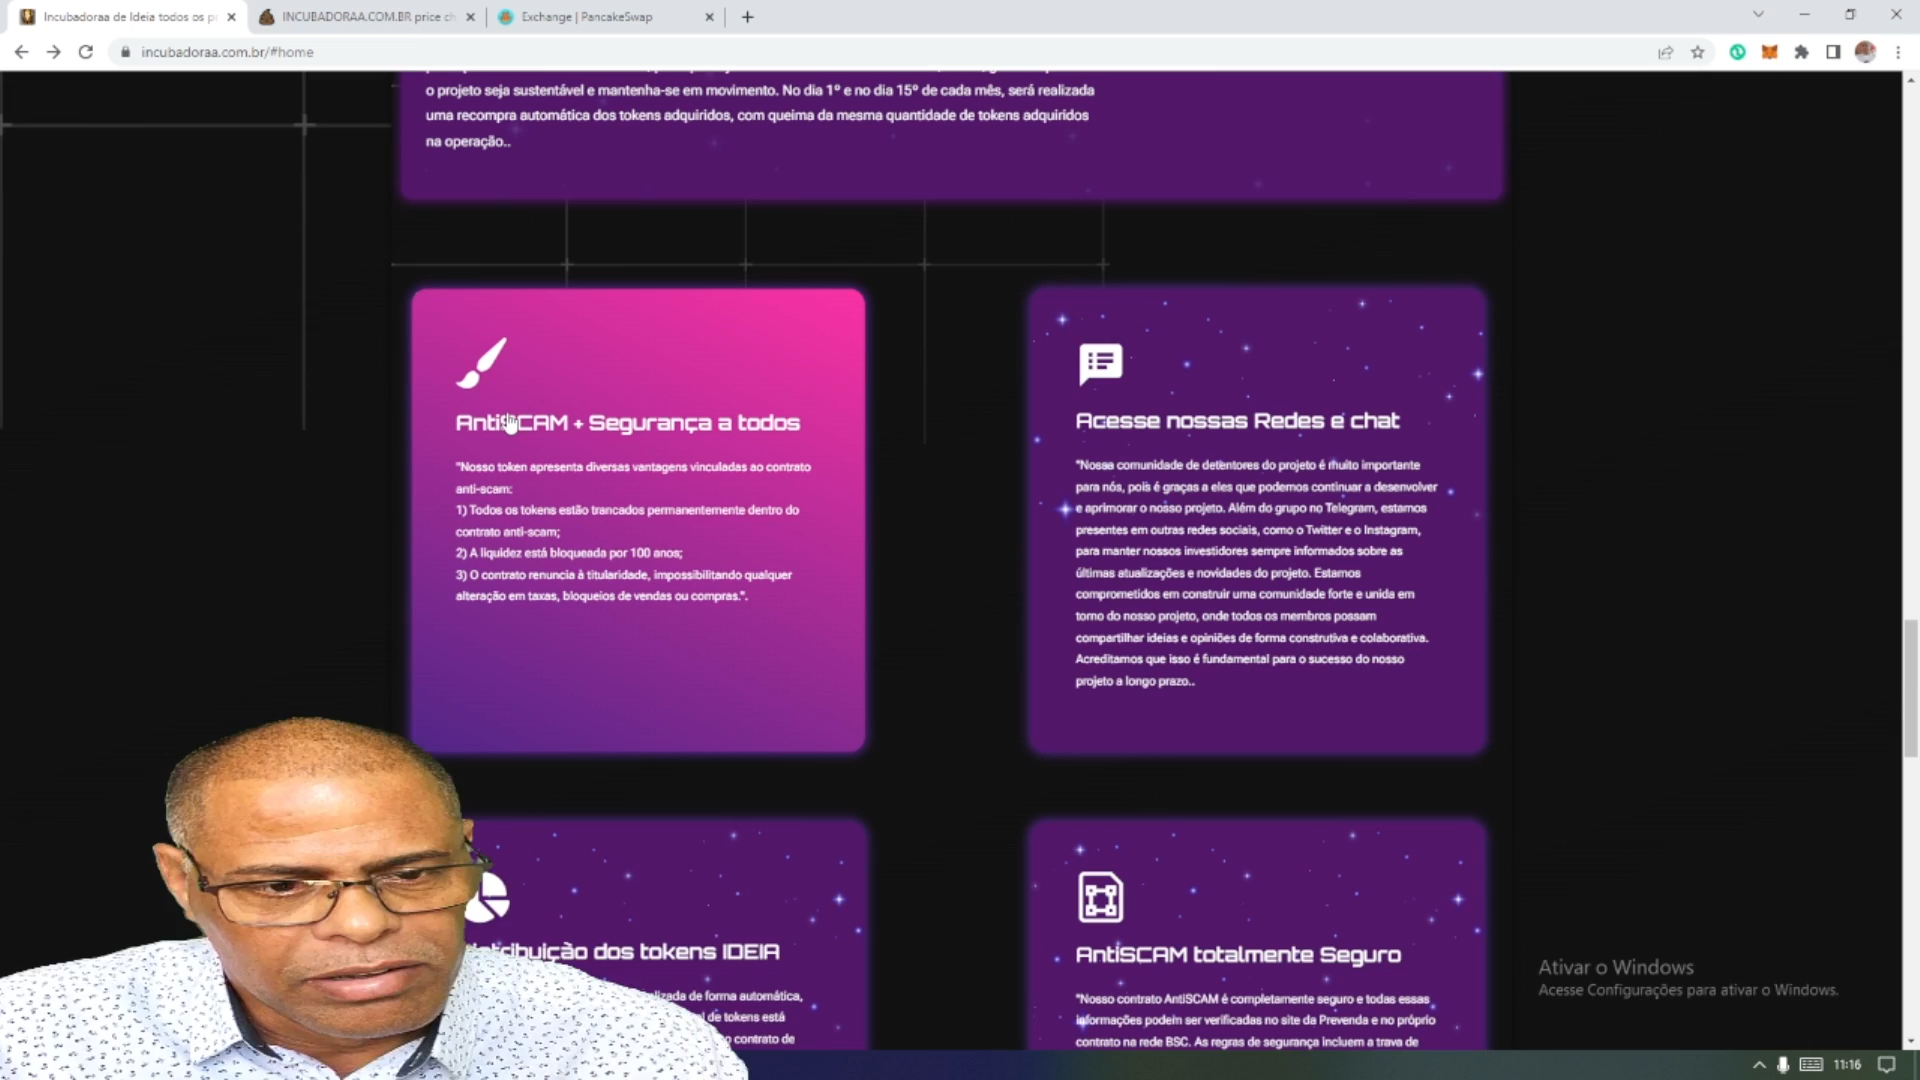 Incubadoraa de Ideia todos os pr
INCUBADORAA.COM.BR price ch
Exchange | PancakeSwap
incubadoraa.com.br/#home
o projeto seja sustentável e mantenha-se em movimento. No dia 1º e no dia 15º de cada mês, será realizada
uma recompra automática dos tokens adquiridos, com queima da mesma quantidade de tokens adquiridos
na operação..
AntiSCAM + Segurança a todos
"Nosso token apresenta diversas vantagens vinculadas ao contrato
anti-scam:
1) Todos os tokens estão trancados permanentemente dentro do
contrato anti-scam;
2) A liquidez está bloqueada por 100 anos;
3) O contrato renuncia à titularidade, impossibilitando qualquer
alteração em taxas, bloqueios de vendas ou compras.".
Acesse nossas Redes e chat
"Nossa comunidade de detentores do projeto é muito importante
para nós, pois é graças a eles que podemos continuar a desenvolver
e aprimorar o nosso projeto. Além do grupo no Telegram, estamos
presentes em outras redes sociais, como o Twitter e o Instagram,
para manter nossos investidores sempre informados sobre as
últimas atualizações e novidades do projeto. Estamos
comprometidos em construir uma comunidade forte e unida em
torno do nosso projeto, onde todos os membros possam
compartilhar ideias e opiniões de forma construtiva e colaborativa.
Acreditamos que isso é fundamental para o sucesso do nosso
projeto a longo prazo..
dos tokens IDEIA
de forma automática,
de tokens está
o contrato de
AntiSCAM totalmente Seguro
"Nosso contrato AntiSCAM é completamente seguro e todas essas
informações podem ser verificadas no site da Prevenda e no próprio
contrato na rede BSC. As regras de segurança incluem a trava de
Ativar o Windows
Acesse Configurações para ativar o Windows.
11:16